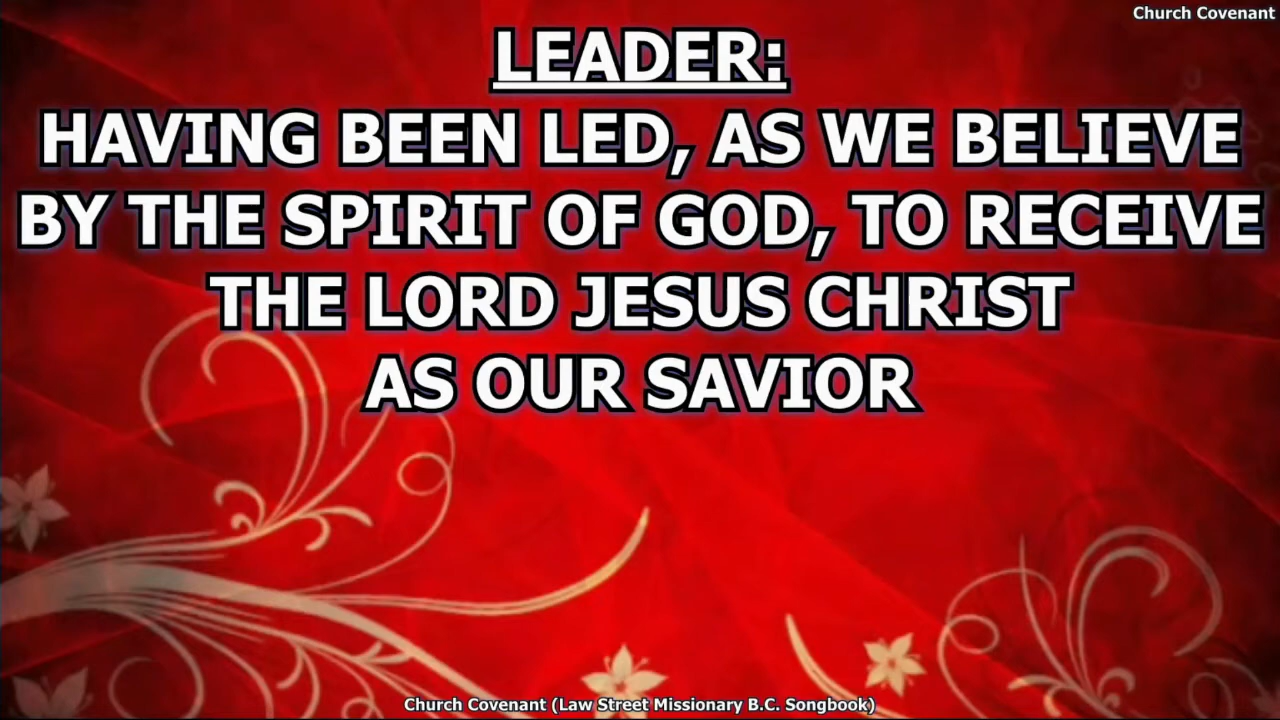 Church Covenant
LEADER:
HAVING BEEN LED, AS WE BELIEVE
BY THE SPIRIT OF GOD, TO RECEIVE
THE LORD JESUS CHRIST
AS OUR SAVIOR
Church Covenant (Law Street Missionary B.C. Songbook)